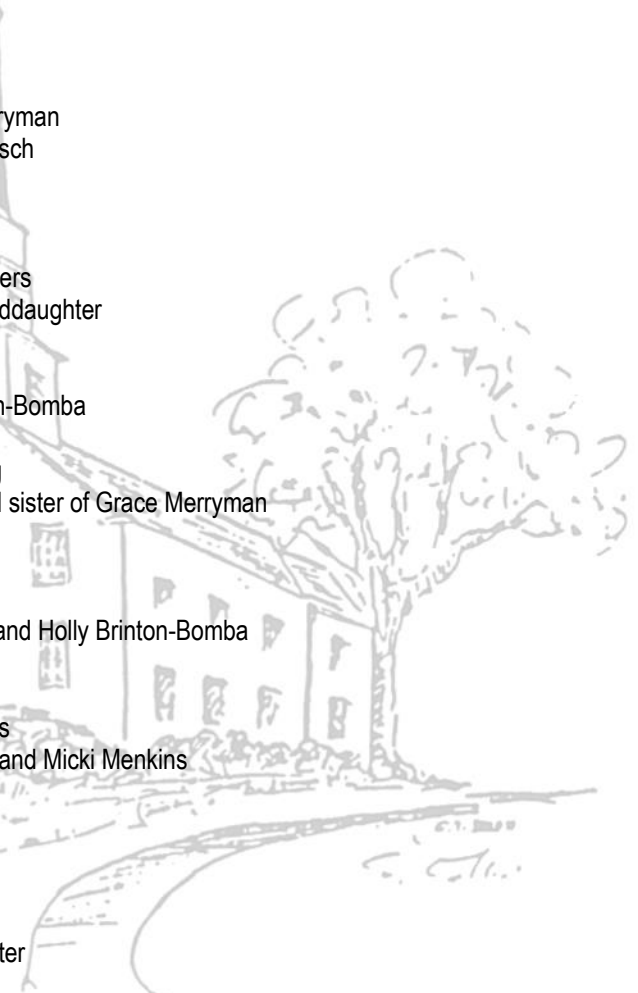 ryman
sch
ers
ddaughter
n-Bomba
g
l sister of Grace Merryman
and Holly Brinton-Bomba
s
and Micki Menkins
ter